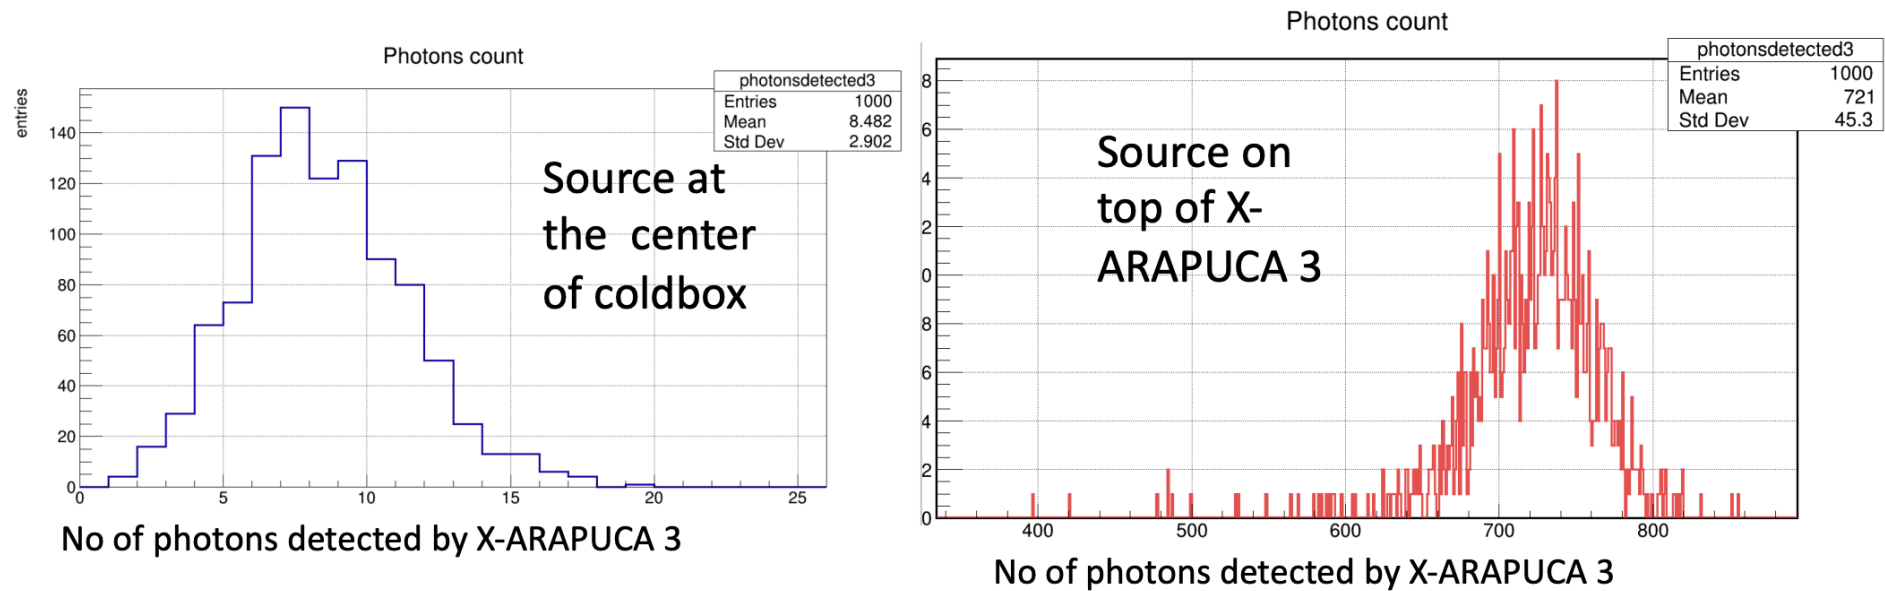 Photons count
photonsdetected3
Entries 1000
Mean 8.482
Std Dev 2.902
entries
140
120
100
80
60
40
20
0
0 5 10 15 20 25
Source at
the center
of coldbox
No of photons detected by X-ARAPUCA 3
Photons count
photonsdetected3
Entries 1000
Mean 721
Std Dev 45.3
8
6
4
2
0
8
6
4
2
0
400 500 600 700 800
Source on
top of X-
ARAPUCA 3
No of photons detected by X-ARAPUCA 3